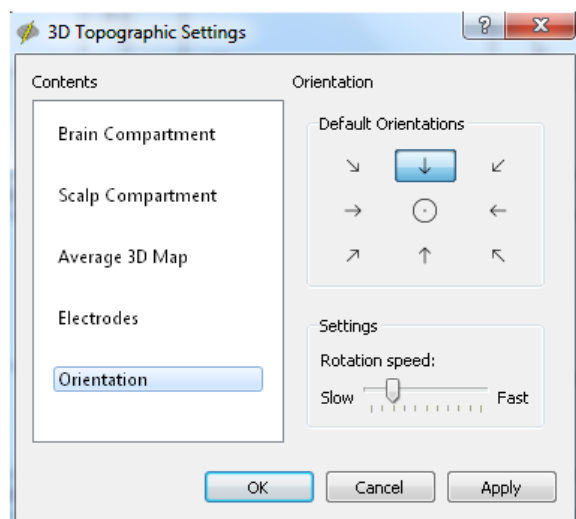 3D Topographic Settings
Contents
Brain Compartment
Scalp Compartment
Average 3D Map
Electrodes
Orientation
Orientation
Default Orientations
Settings
Rotation speed:
Slow Fast
OK Cancel Apply